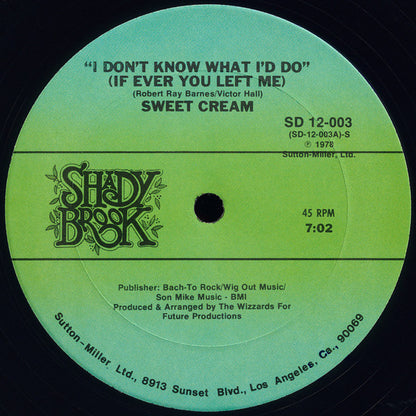 "I DON'T KNOW WHAT I'D DO"
(IF EVER YOU LEFT ME)
(Robert Ray Barnes/Victor Hall)
SWEET CREAM
SD 12-003
(SD-12-003A)-S
℗ 1978
Sutton-Miller, Ltd.
SHADY
BROOK
45 RPM
7:02
Publisher: Bach-To Rock/Wig Out Music/
Son Mike Music - BMI
Produced & Arranged by The Wizzards For
Future Productions
Sutton-Miller Ltd., 8913 Sunset Blvd., Los Angeles, Ca., 90069